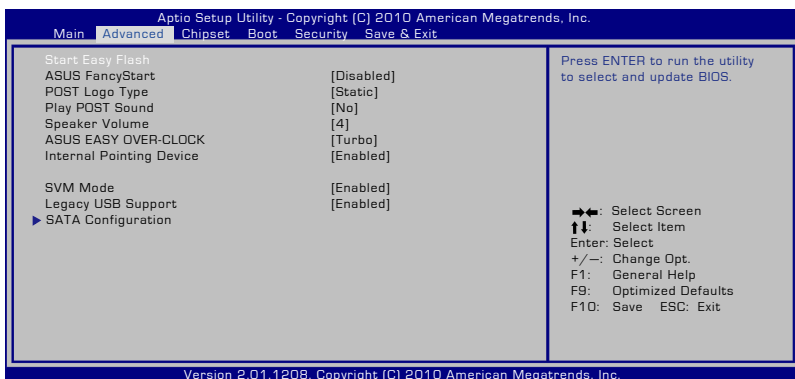 Aptio Setup Utility - Copyright (C) 2010 American Megatrends, Inc.
Main Advanced Chipset Boot Security Save & Exit
Start Easy Flash
ASUS FancyStart [Disabled]
POST Logo Type [Static]
Play POST Sound [No]
Speaker Volume [4]
ASUS EASY OVER-CLOCK [Turbo]
Internal Pointing Device [Enabled]
SVM Mode [Enabled]
Legacy USB Support [Enabled]
SATA Configuration
Press ENTER to run the utility
to select and update BIOS.
→←: Select Screen
↑↓: Select Item
Enter: Select
+/—: Change Opt.
F1: General Help
F9: Optimized Defaults
F10: Save ESC: Exit
Version 2.01.1208. Copyright (C) 2010 American Megatrends, Inc.